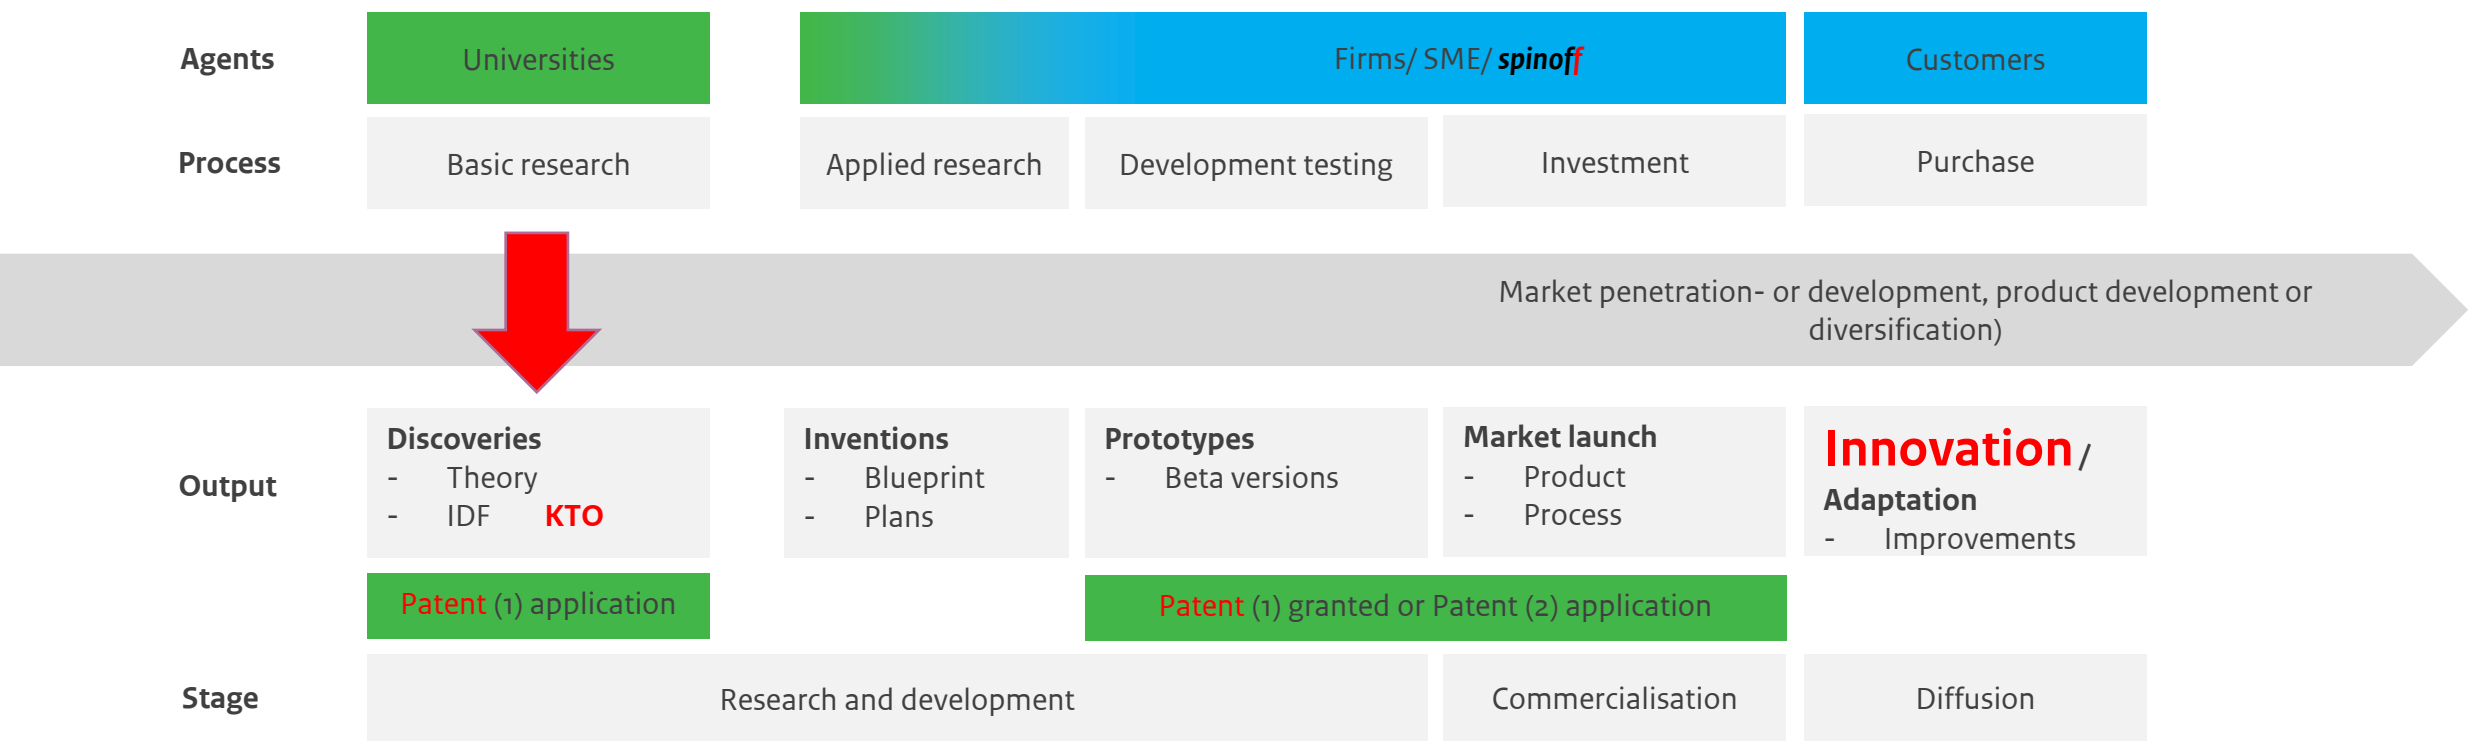 Agents
Universities
Firms/ SME/ spinoff
Customers
Process
Basic research
Applied research
Development testing
Investment
Purchase
Market penetration- or development, product development or
diversification)
Output
Discoveries
- Theory
- IDF KTO
Inventions
- Blueprint
- Plans
Prototypes
- Beta versions
Market launch
- Product
- Process
Innovation /
Adaptation
- Improvements
Patent (1) application
Patent (1) granted or Patent (2) application
Stage
Research and development
Commercialisation
Diffusion